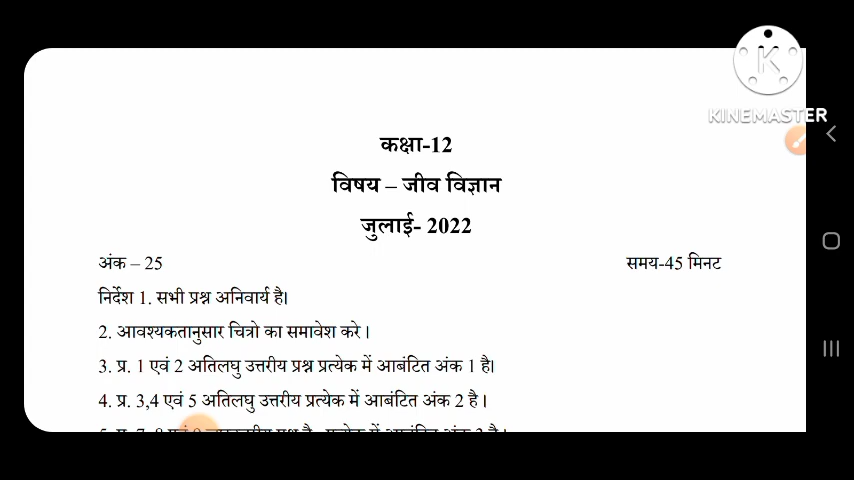 KINEMASTER
कक्षा-12
विषय – जीव विज्ञान
जुलाई- 2022
अंक – 25
समय-45 मिनट
निर्देश 1. सभी प्रश्न अनिवार्य है।
2. आवश्यकतानुसार चित्रो का समावेश करे ।
3. प्र. 1 एवं 2 अतिलघु उत्तरीय प्रश्न प्रत्येक में आबंटित अंक 1 है।
4. प्र. 3,4 एवं 5 अतिलघु उत्तरीय प्रत्येक में आबंटित अंक 2 है ।